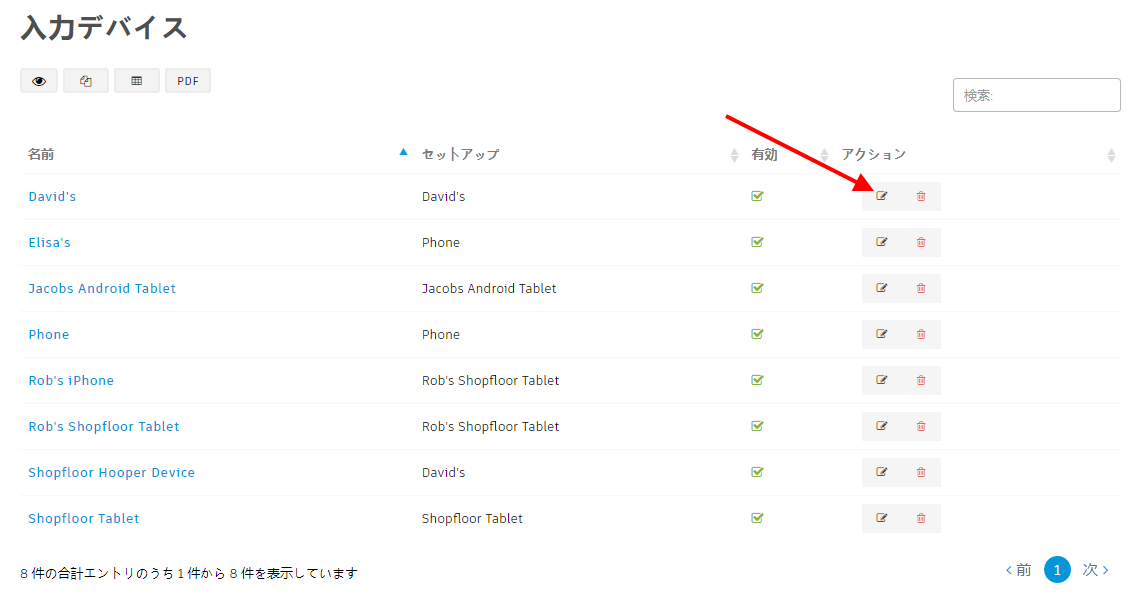 入力デバイス
PDF
検索:
名前 セットアップ 有効 アクション
David's David's
Elisa's Phone
Jacobs Android Tablet Jacobs Android Tablet
Phone Phone
Rob's iPhone Rob's Shopfloor Tablet
Rob's Shopfloor Tablet Rob's Shopfloor Tablet
Shopfloor Hooper Device David's
Shopfloor Tablet Shopfloor Tablet
8 件の合計エントリのうち 1 件から 8 件を表示しています ‹ 前 1 次 ›